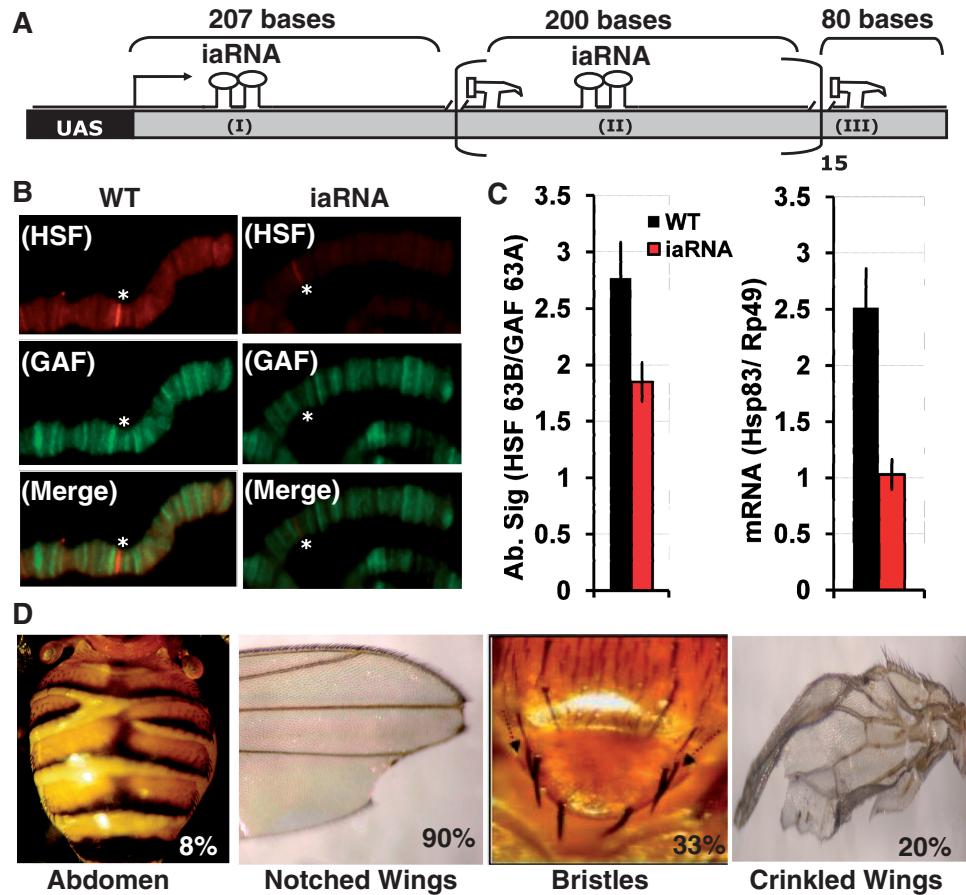 A
207 bases
200 bases
80 bases
iaRNA
iaRNA
UAS
(I)
(II)
(III)
15
B
WT
iaRNA
(HSF)
(HSF)
*
*
(GAF)
(GAF)
*
*
(Merge)
(Merge)
*
*
C
Ab. Sig (HSF 63B/GAF 63A)
3.5
3
2.5
2
1.5
1
0.5
0
WT
iaRNA
mRNA (Hsp83/ Rp49)
3.5
3
2.5
2
1.5
1
0.5
0
D
8%
90%
33%
20%
Abdomen
Notched Wings
Bristles
Crinkled Wings